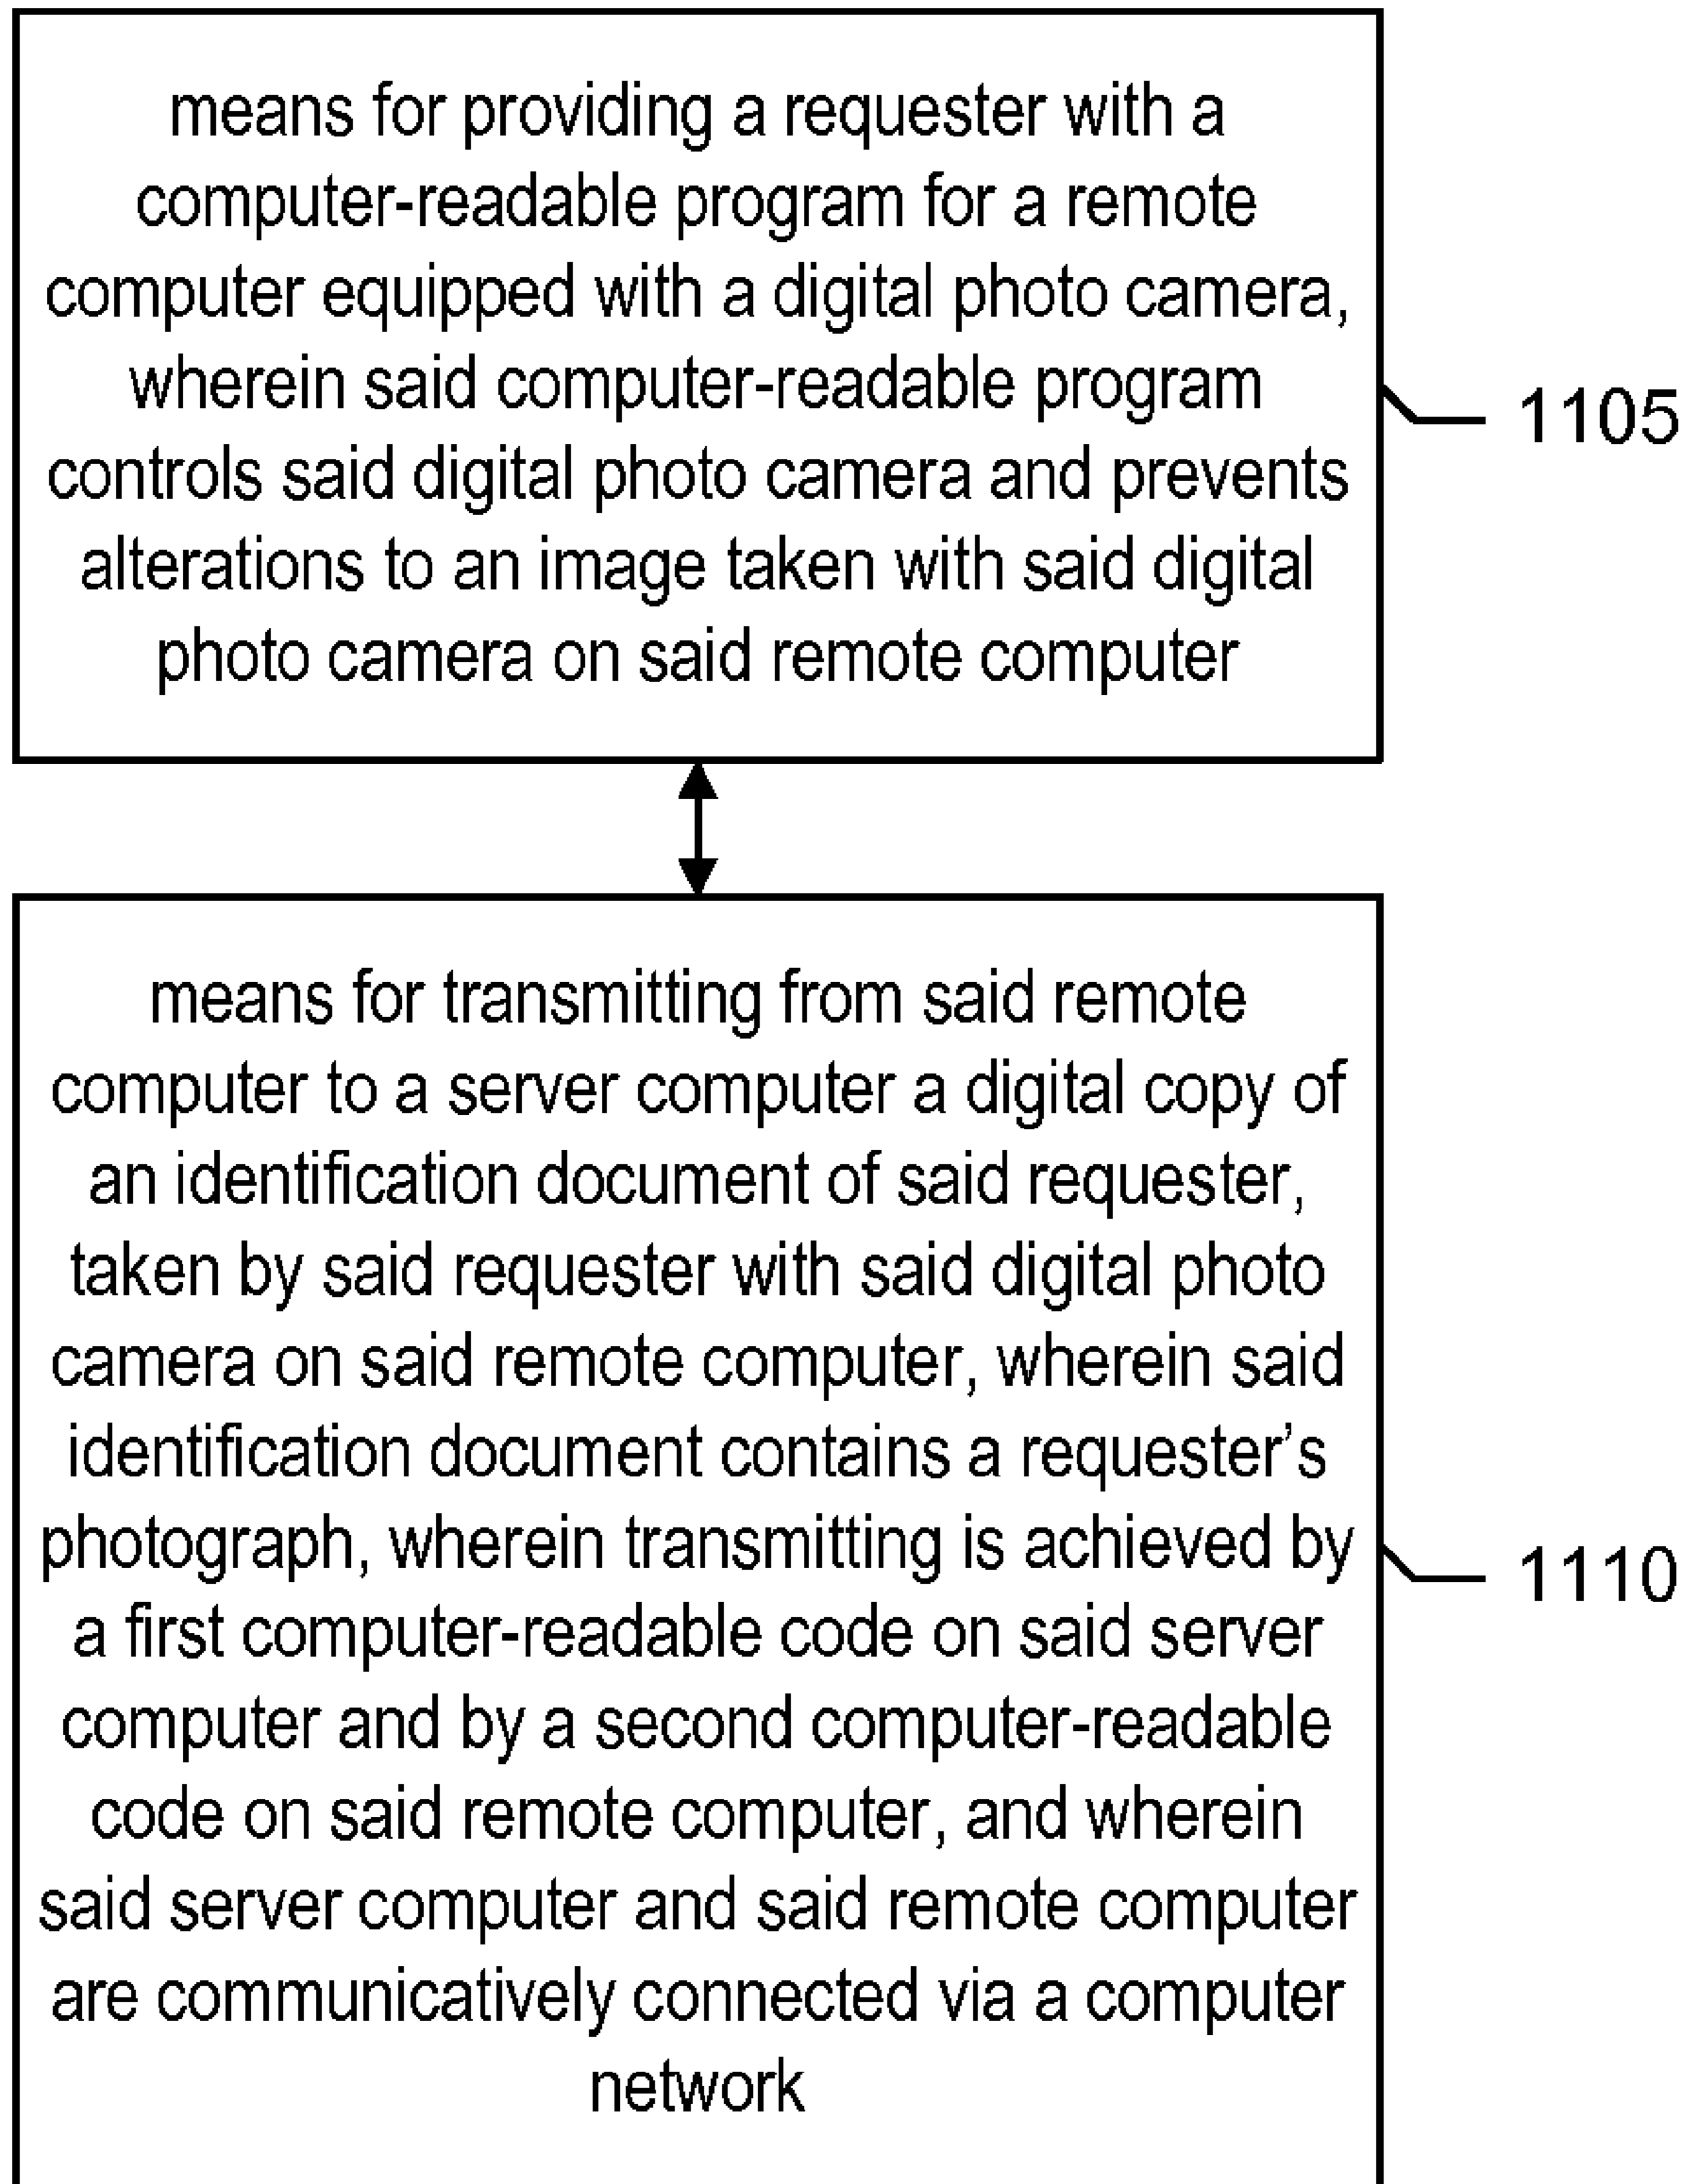 means for providing a requester with a
computer-readable program for a remote
computer equipped with a digital photo camera,
wherein said computer-readable program
controls said digital photo camera and prevents
alterations to an image taken with said digital
photo camera on said remote computer
1105
means for transmitting from said remote
computer to a server computer a digital copy of
an identification document of said requester,
taken by said requester with said digital photo
camera on said remote computer, wherein said
identification document contains a requester’s
photograph, wherein transmitting is achieved by
a first computer-readable code on said server
computer and by a second computer-readable
code on said remote computer, and wherein
said server computer and said remote computer
are communicatively connected via a computer
network
1110